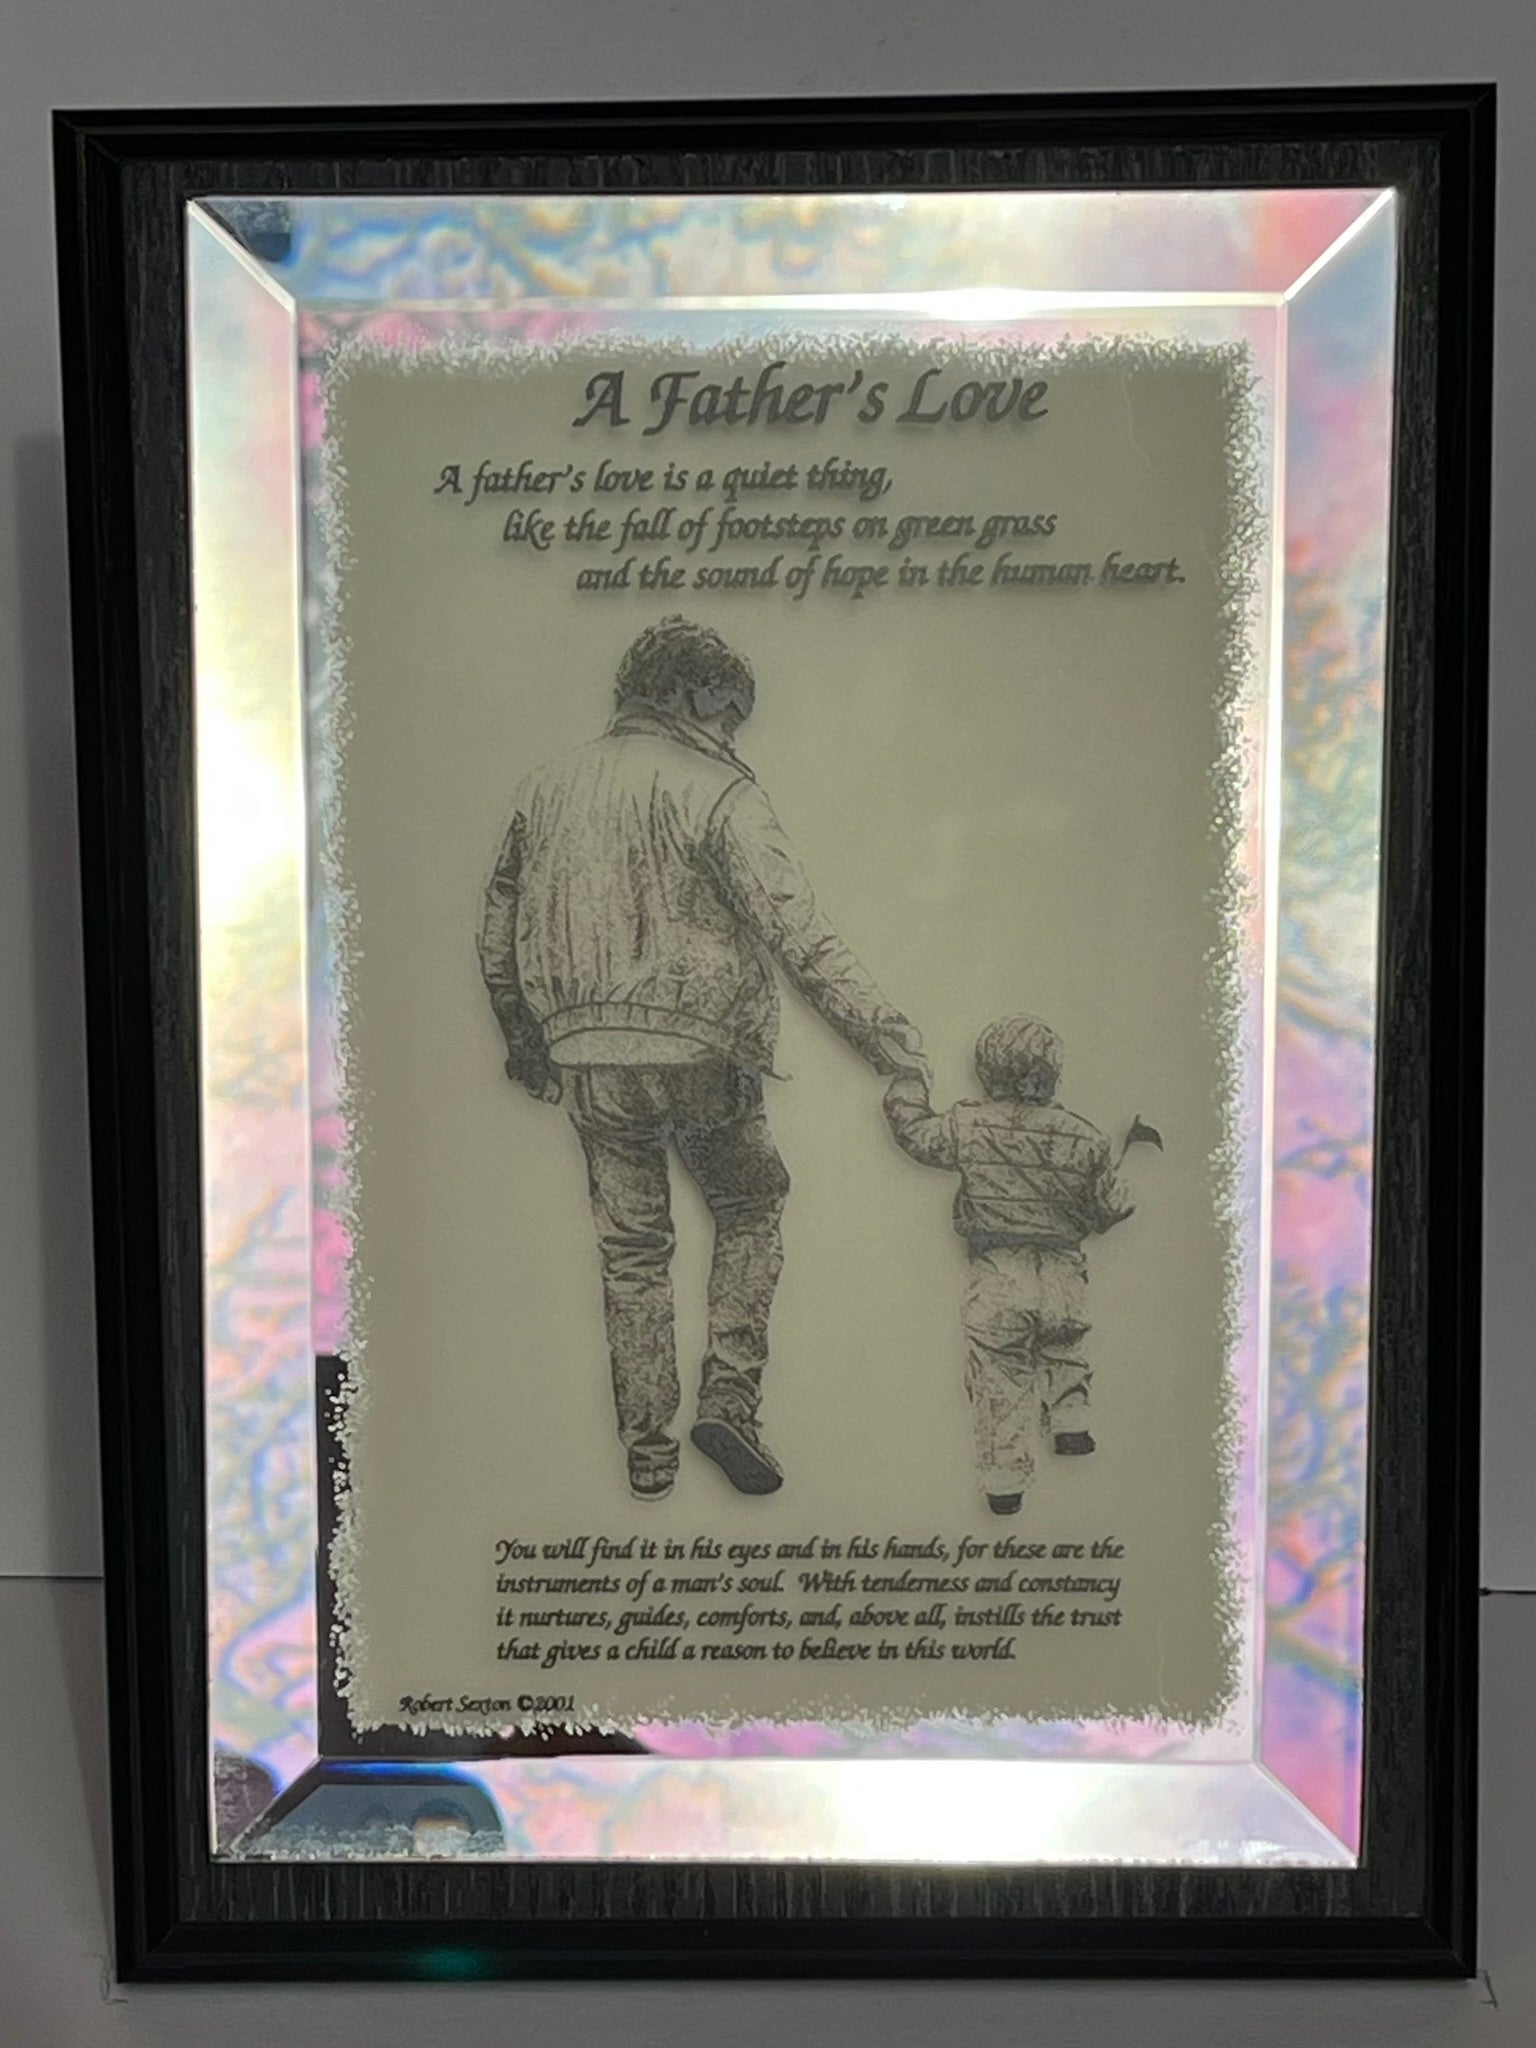 A Father's Love
A father's love is a quiet thing,
like the fall of footsteps on green grass
and the sound of hope in the human heart.
You will find it in his eyes and in his hands, for these are the
instruments of a man's soul. With tenderness and constancy
it nurtures, guides, comforts, and, above all, instills the trust
that gives a child a reason to believe in this world.
Robert Sexton ©2001